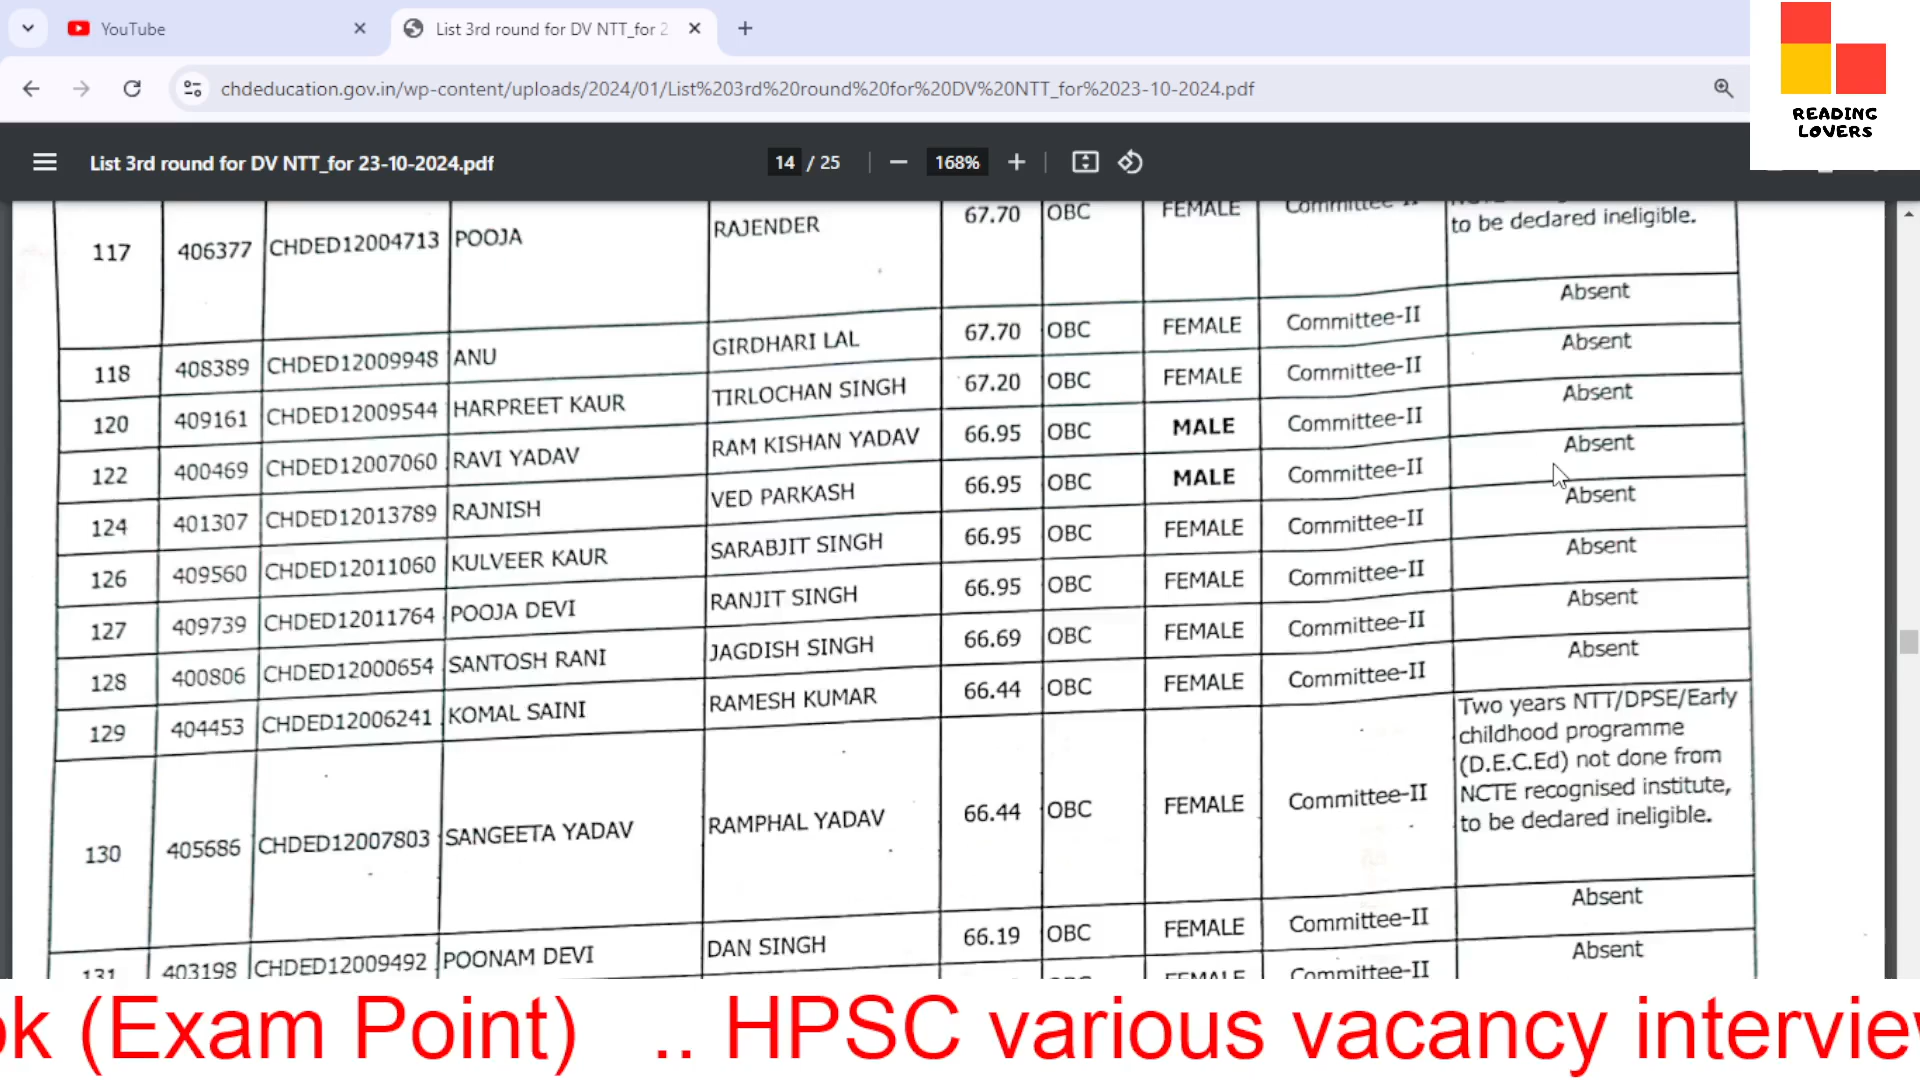 YouTube
List 3rd round for DV NTT_for 2
chdeducation.gov.in/wp-content/uploads/2024/01/List%203rd%20round%20for%20DV%20NTT_for%2023-10-2024.pdf
READING
LOVERS
List 3rd round for DV NTT_for 23-10-2024.pdf
14 / 25
168%
117 406377 CHDED12004713 POOJA RAJENDER 67.70 OBC FEMALE Committee-II
to be declared ineligible.
118 408389 CHDED12009948 ANU GIRDHARI LAL 67.70 OBC FEMALE Committee-II Absent
120 409161 CHDED12009544 HARPREET KAUR TIRLOCHAN SINGH 67.20 OBC FEMALE Committee-II Absent
122 400469 CHDED12007060 RAVI YADAV RAM KISHAN YADAV 66.95 OBC MALE Committee-II Absent
124 401307 CHDED12013789 RAJNISH VED PARKASH 66.95 OBC MALE Committee-II Absent
126 409560 CHDED12011060 KULVEER KAUR SARABJIT SINGH 66.95 OBC FEMALE Committee-II Absent
127 409739 CHDED12011764 POOJA DEVI RANJIT SINGH 66.95 OBC FEMALE Committee-II Absent
128 400806 CHDED12000654 SANTOSH RANI JAGDISH SINGH 66.69 OBC FEMALE Committee-II Absent
129 404453 CHDED12006241 KOMAL SAINI RAMESH KUMAR 66.44 OBC FEMALE Committee-II Absent
130 405686 CHDED12007803 SANGEETA YADAV RAMPHAL YADAV 66.44 OBC FEMALE Committee-II
Two years NTT/DPSE/Early
childhood programme
(D.E.C.Ed) not done from
NCTE recognised institute,
to be declared ineligible.
131 403198 CHDED12009492 POONAM DEVI DAN SINGH 66.19 OBC FEMALE Committee-II Absent
FEMALE Committee-II Absent
ok (Exam Point) .. HPSC various vacancy intervie